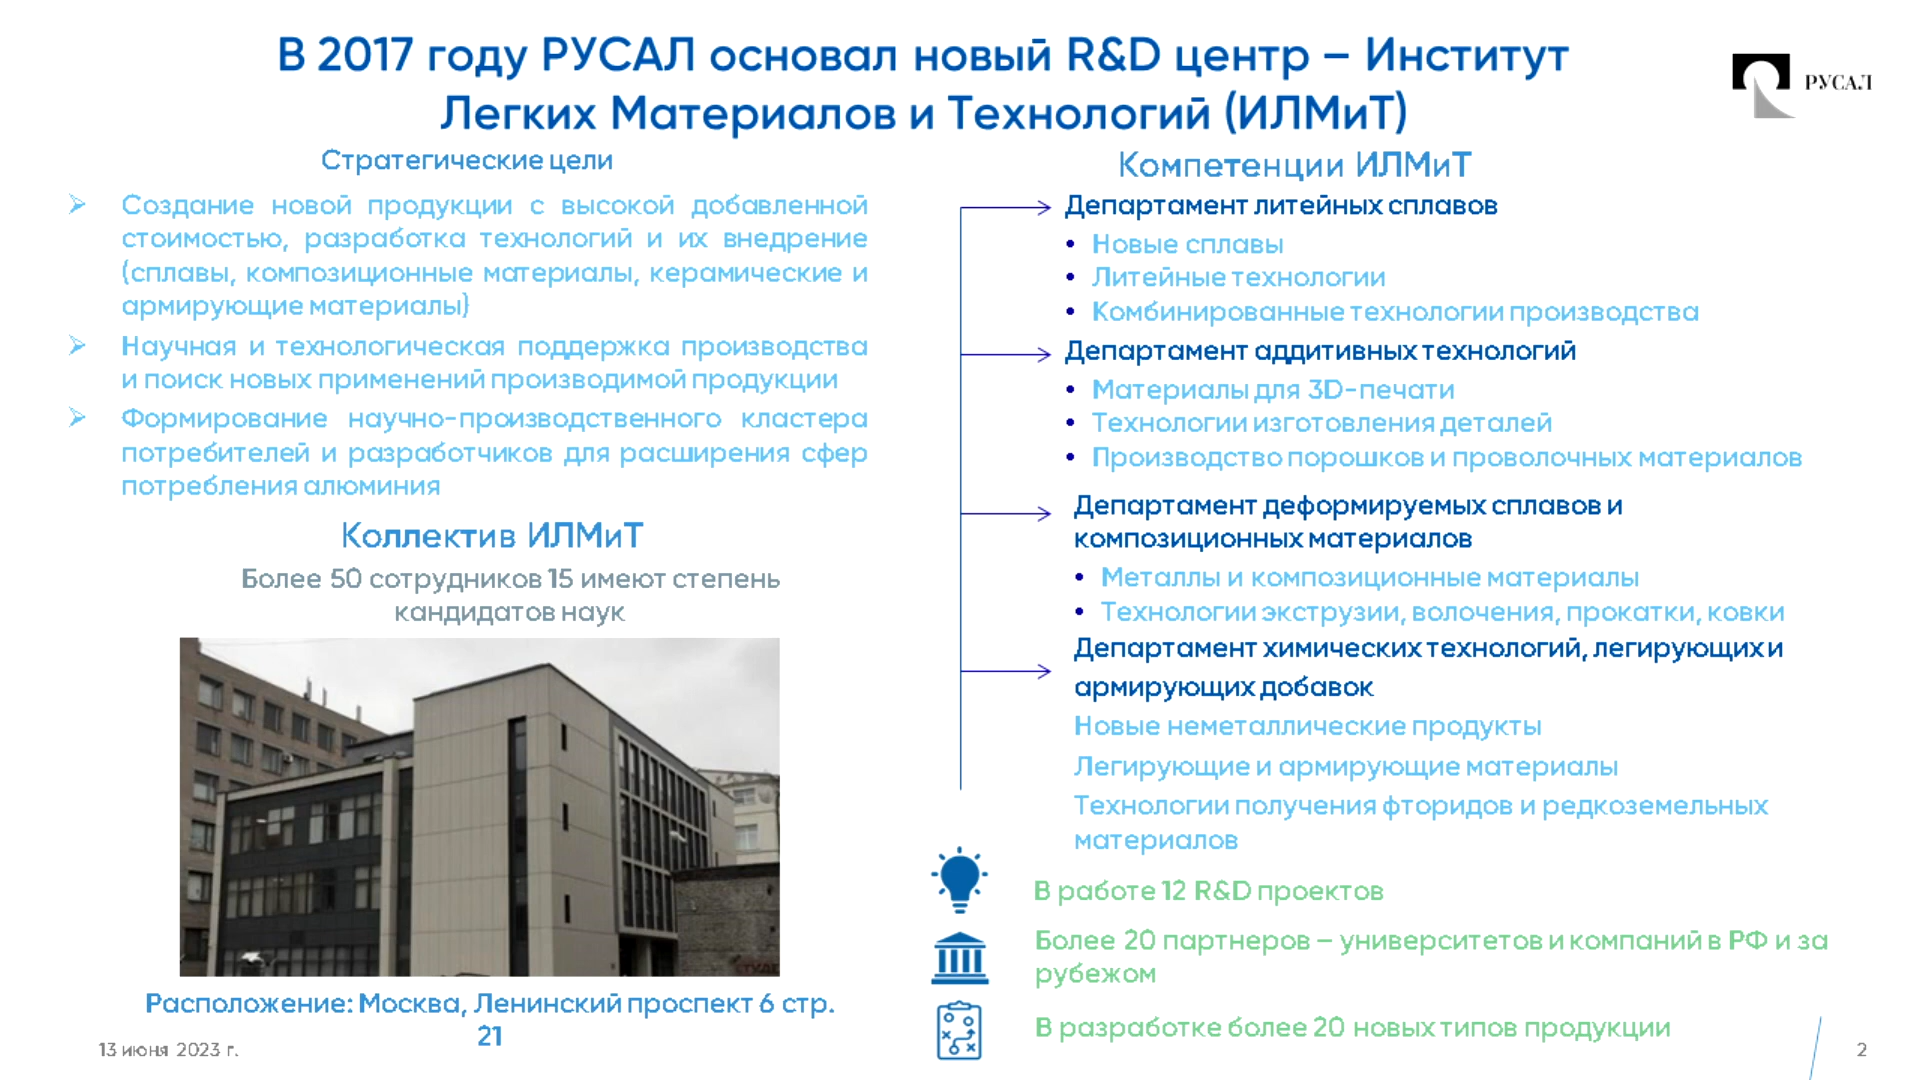 В 2017 году РУСАЛ основал новый R&D центр – Институт
Легких Материалов и Технологий (ИЛМиТ)
РУСАЛ
Стратегические цели
Создание новой продукции с высокой добавленной
стоимостью, разработка технологий и их внедрение
(сплавы, композиционные материалы, керамические и
армирующие материалы)
Научная и технологическая поддержка производства
и поиск новых применений производимой продукции
Формирование научно-производственного кластера
потребителей и разработчиков для расширения сфер
потребления алюминия
Коллектив ИЛМиТ
Более 50 сотрудников 15 имеют степень
кандидатов наук
Расположение: Москва, Ленинский проспект 6 стр.
21
Компетенции ИЛМиТ
Департамент литейных сплавов
• Новые сплавы
• Литейные технологии
• Комбинированные технологии производства
Департамент аддитивных технологий
• Материалы для 3D-печати
• Технологии изготовления деталей
• Производство порошков и проволочных материалов
Департамент деформируемых сплавов и
композиционных материалов
• Металлы и композиционные материалы
• Технологии экструзии, волочения, прокатки, ковки
Департамент химических технологий, легирующих и
армирующих добавок
Новые неметаллические продукты
Легирующие и армирующие материалы
Технологии получения фторидов и редкоземельных
материалов
В работе 12 R&D проектов
Более 20 партнеров – университетов и компаний в РФ и за
рубежом
В разработке более 20 новых типов продукции
13 июня 2023 г.
2